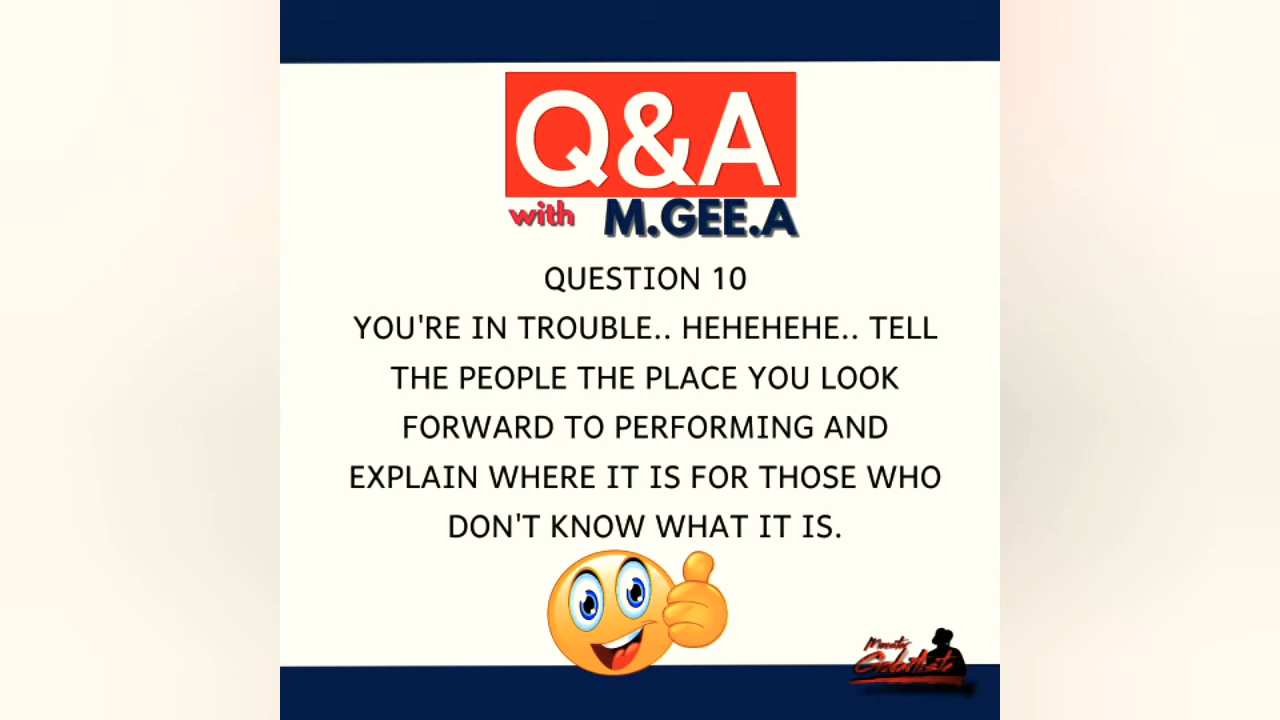 Q&A
with M.GEE.A
QUESTION 10
YOU'RE IN TROUBLE.. HEHEHEHE.. TELL
THE PEOPLE THE PLACE YOU LOOK
FORWARD TO PERFORMING AND
EXPLAIN WHERE IT IS FOR THOSE WHO
DON'T KNOW WHAT IT IS.